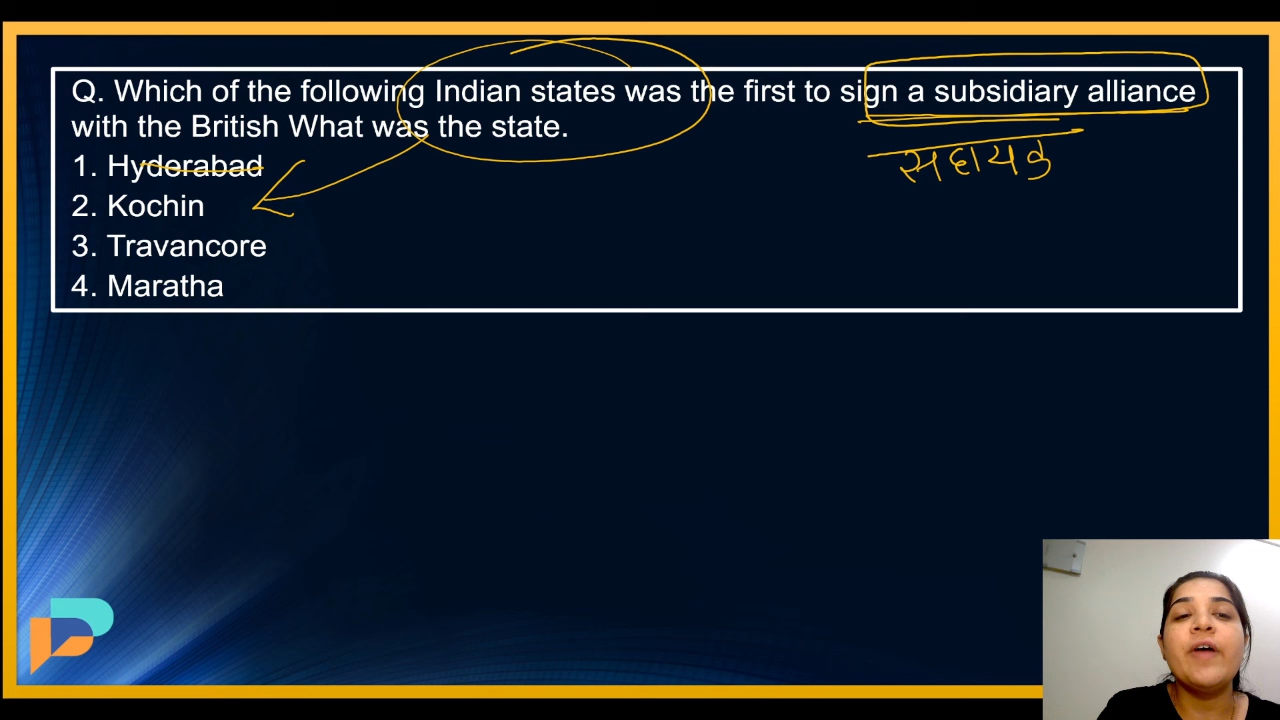 Q. Which of the following Indian states was the first to sign a subsidiary alliance
with the British What was the state.
1. Hyderabad
2. Kochin
3. Travancore
4. Maratha
सहायक